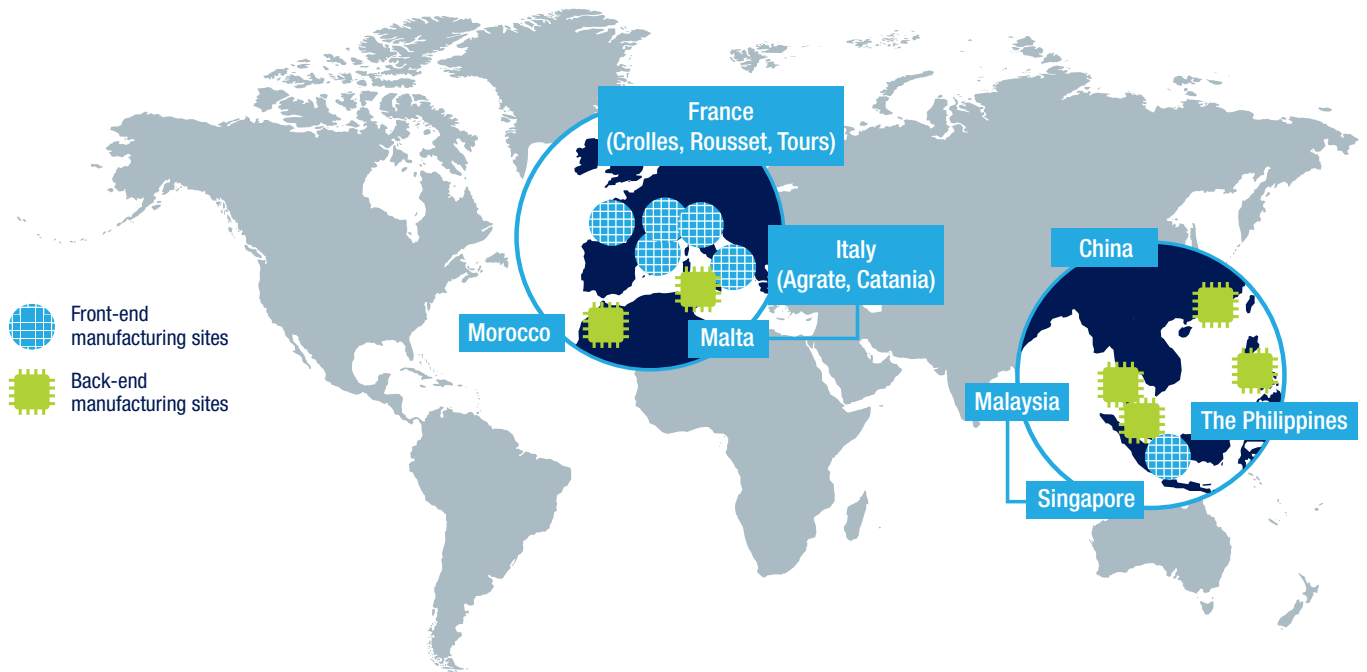 France
(Crolles, Rousset, Tours)
Italy
(Agrate, Catania)
China
Front-end
manufacturing sites
Morocco
Malta
Back-end
manufacturing sites
Malaysia
The Philippines
Singapore